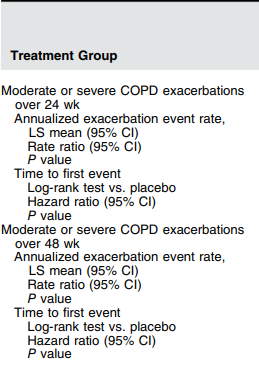 Treatment Group
Moderate or severe COPD exacerbations
over 24 wk
Annualized exacerbation event rate,
LS mean (95% CI)
Rate ratio (95% CI)
P value
Time to first event
Log-rank test vs. placebo
Hazard ratio (95% CI)
P value
Moderate or severe COPD exacerbations
over 48 wk
Annualized exacerbation event rate,
LS mean (95% CI)
Rate ratio (95% CI)
P value
Time to first event
Log-rank test vs. placebo
Hazard ratio (95% CI)
P value